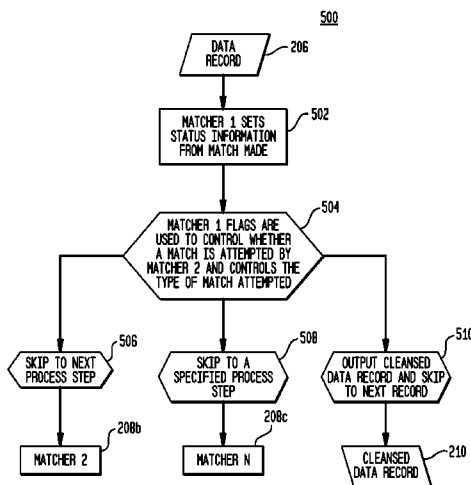 500
DATA
RECORD
206
MATCHER 1 SETS
STATUS INFORMATION
FROM MATCH MADE
502
MATCHER 1 FLAGS ARE
USED TO CONTROL WHETHER
A MATCH IS ATTEMPTED BY
MATCHER 2 AND CONTROLS THE
TYPE OF MATCH ATTEMPTED
504
SKIP TO NEXT
PROCESS STEP
506
SKIP TO A
SPECIFIED PROCESS
STEP
508
OUTPUT CLEANSED
DATA RECORD AND SKIP
TO NEXT RECORD
510
MATCHER 2
208b
MATCHER N
208c
CLEANSED
DATA RECORD
210